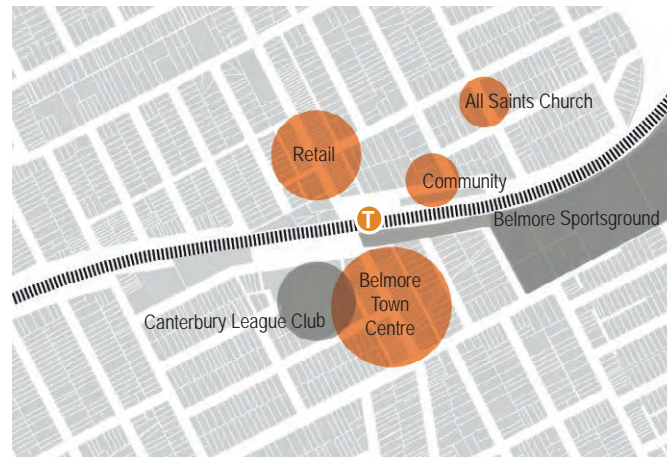 All Saints Church
Retail
Community
T
Belmore Sportsground
Belmore
Town
Centre
Canterbury League Club